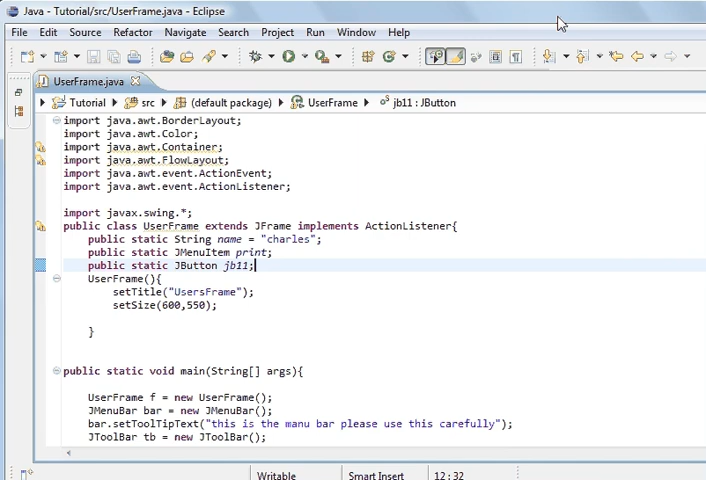 Java - Tutorial/src/UserFrame.java - Eclipse
File Edit Source Refactor Navigate Search Project Run Window Help
UserFrame.java
Tutorial src (default package) UserFrame jb11 : JButton
import java.awt.BorderLayout;
import java.awt.Color;
import java.awt.Container;
import java.awt.FlowLayout;
import java.awt.event.ActionEvent;
import java.awt.event.ActionListener;
import javax.swing.*;
public class UserFrame extends JFrame implements ActionListener{
public static String name = "charles";
public static JMenuItem print;
public static JButton jb11;
UserFrame(){
setTitle("UsersFrame");
setSize(600,550);
}
public static void main(String[] args){
UserFrame f = new UserFrame();
JMenuBar bar = new JMenuBar();
bar.setToolTipText("this is the manu bar please use this carefully");
JToolBar tb = new JToolBar();
Writable Smart Insert 12 : 32